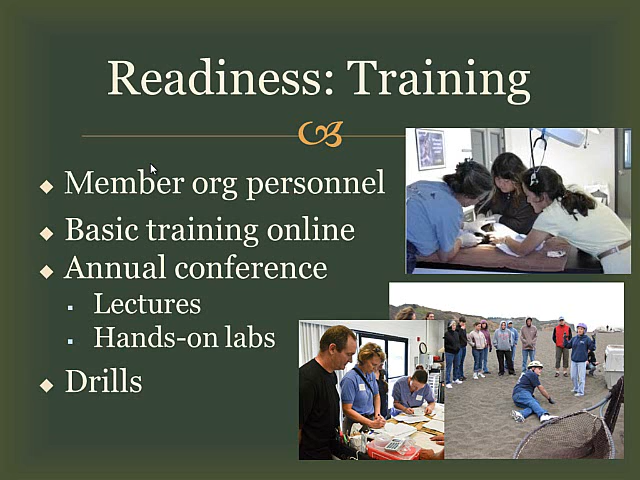 Readiness: Training
Member org personnel
Basic training online
Annual conference
Lectures
Hands-on labs
Drills